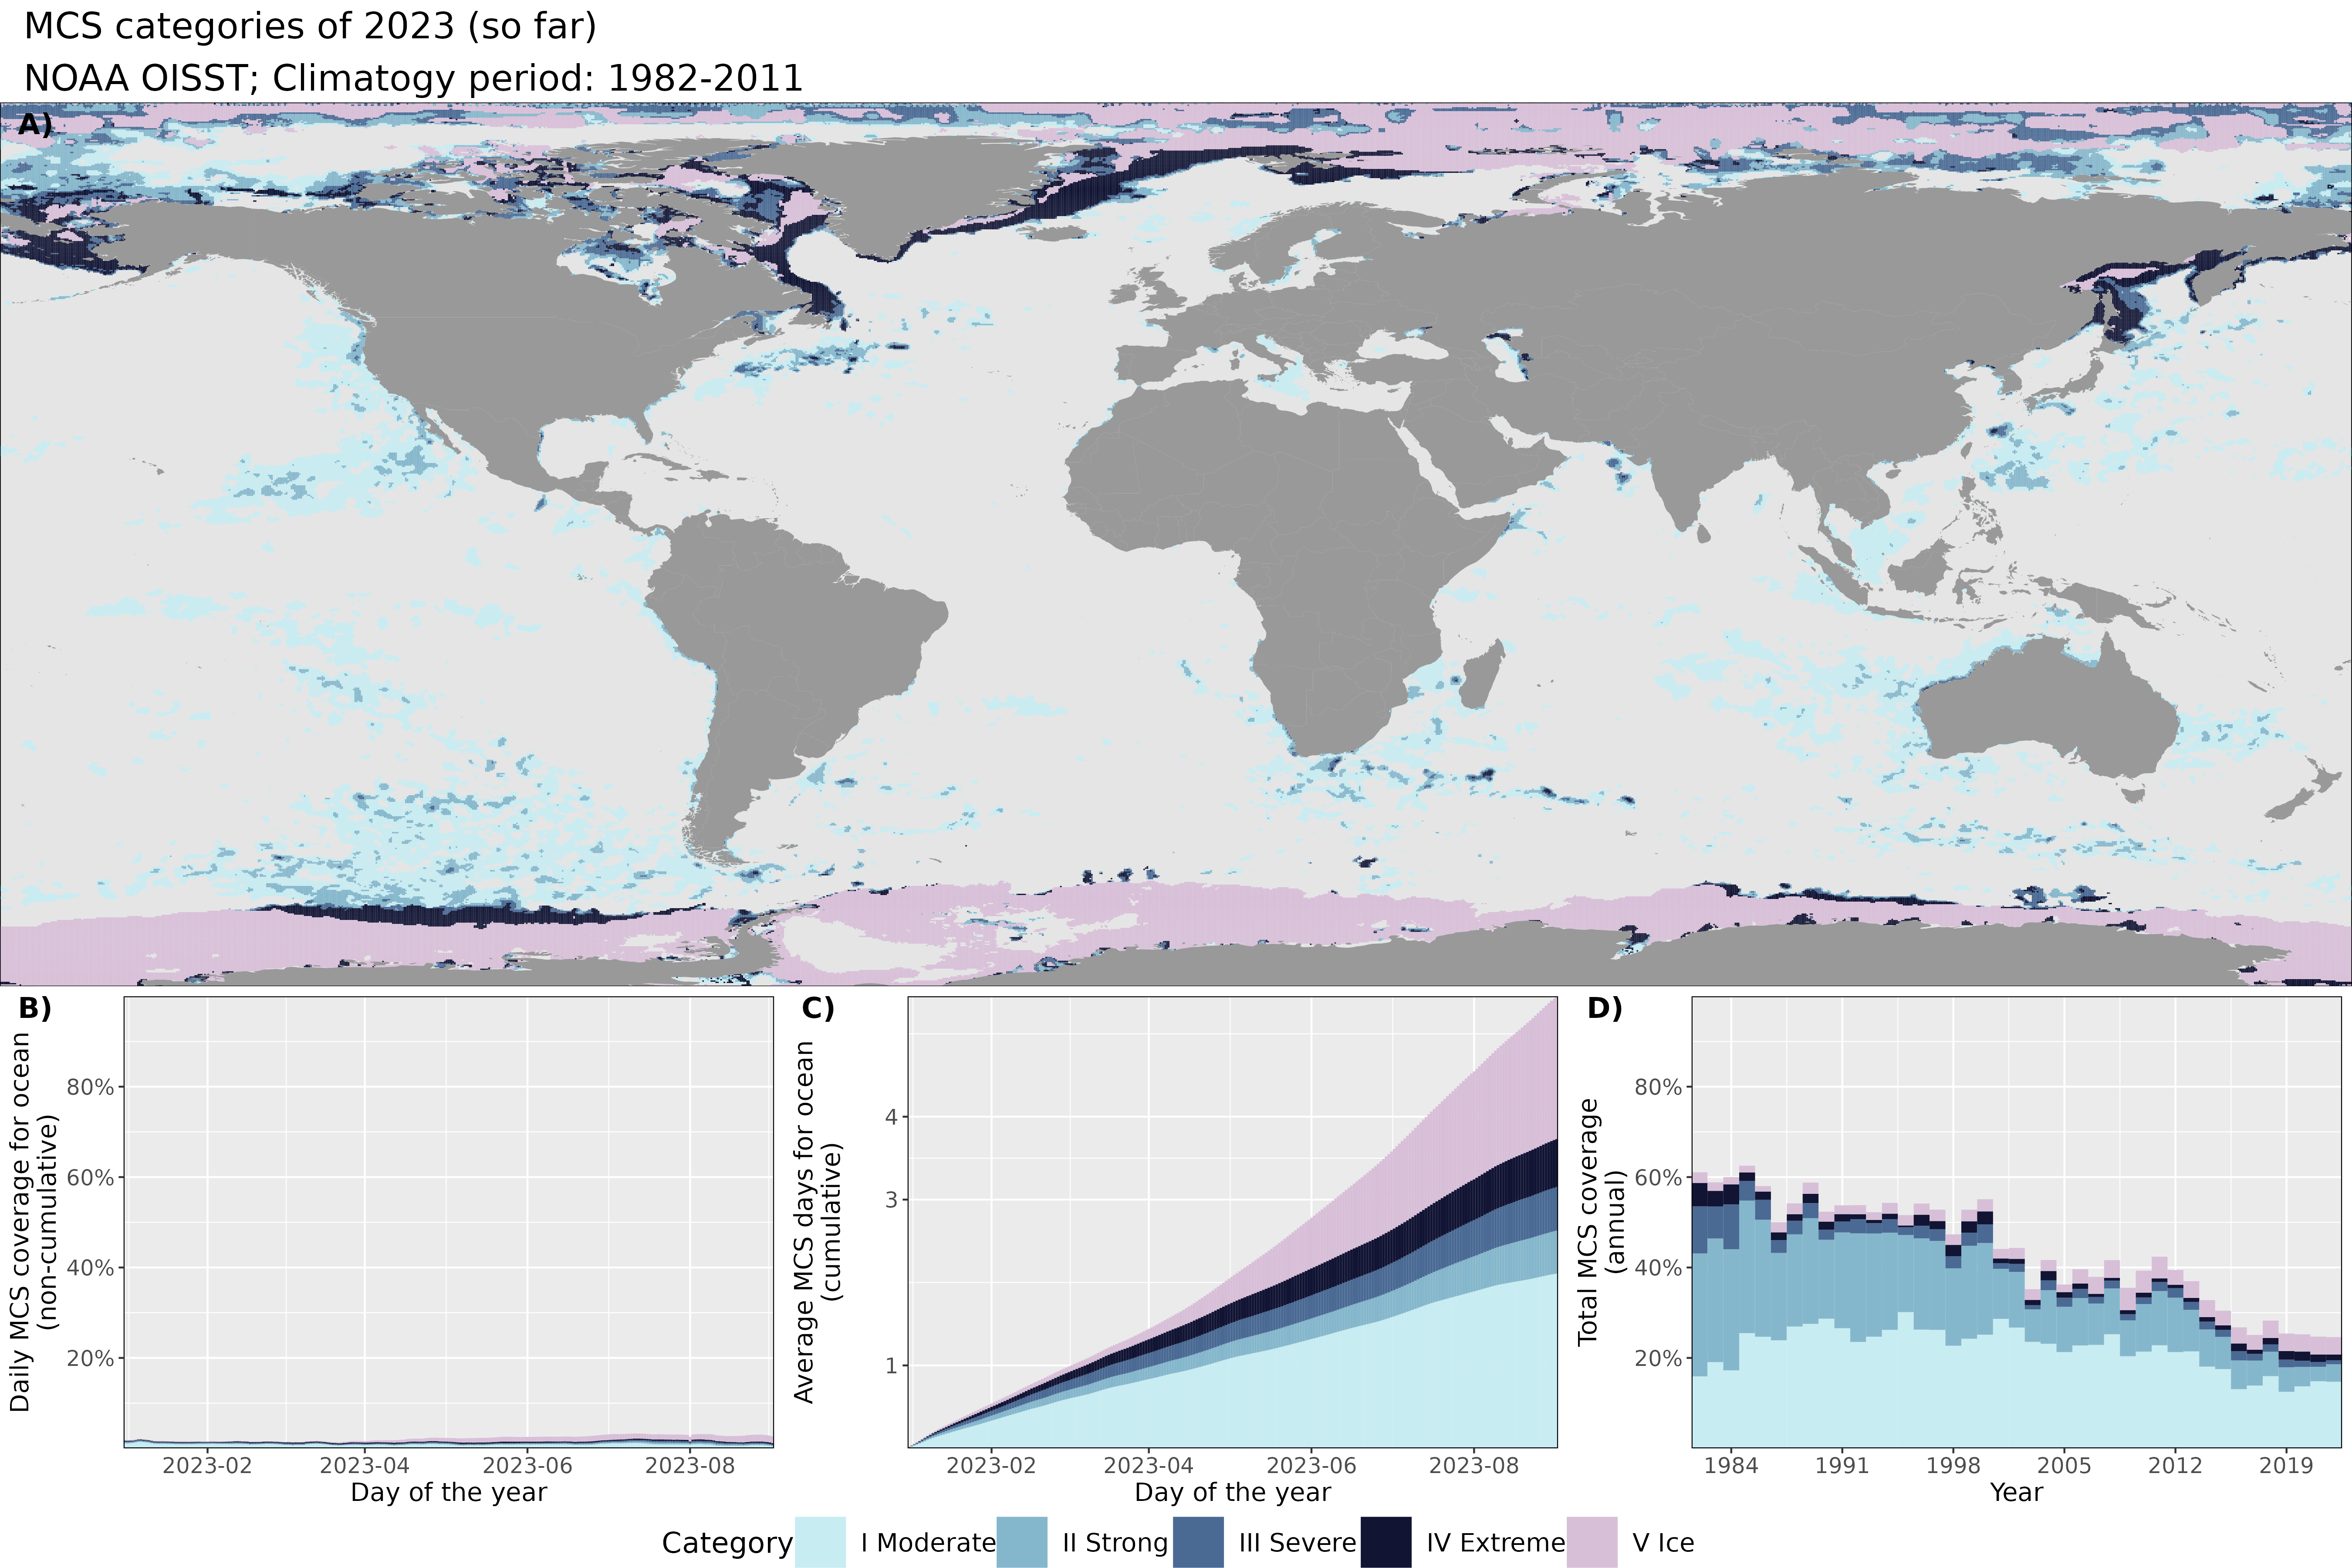 MCS categories of 2023 (so far)
NOAA OISST; Climatogy period: 1982-2011
A)
B)
Daily MCS coverage for ocean
(non-cumulative)
80%
60%
40%
20%
2023-02 2023-04 2023-06 2023-08
Day of the year
C)
Average MCS days for ocean
(cumulative)
4
3
1
2023-02 2023-04 2023-06 2023-08
Day of the year
D)
Total MCS coverage
(annual)
80%
60%
40%
20%
1984 1991 1998 2005 2012 2019
Year
Category I Moderate II Strong III Severe IV Extreme V Ice